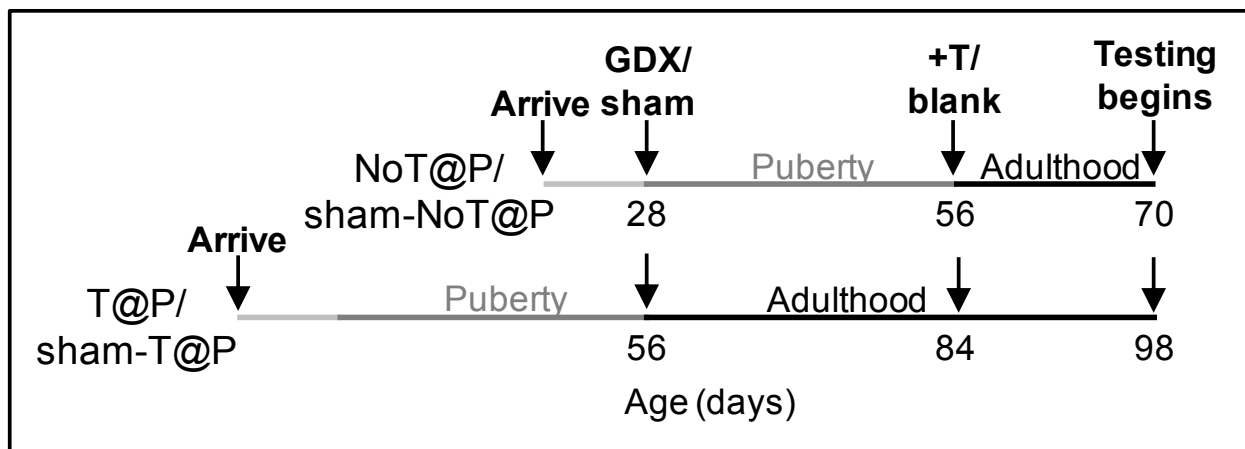 GDX/
Arrive sham
+T/
blank
Testing
begins
NoT@P/
sham-NoT@P
Puberty
Adulthood
28
56
70
Arrive
T@P/
sham-T@P
Puberty
Adulthood
56
84
98
Age (days)